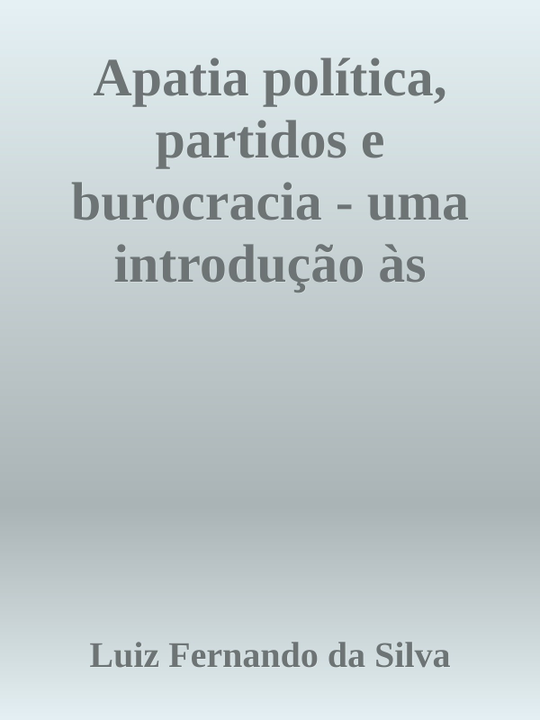 Apatia política,
partidos e
burocracia - uma
introdução às
Luiz Fernando da Silva